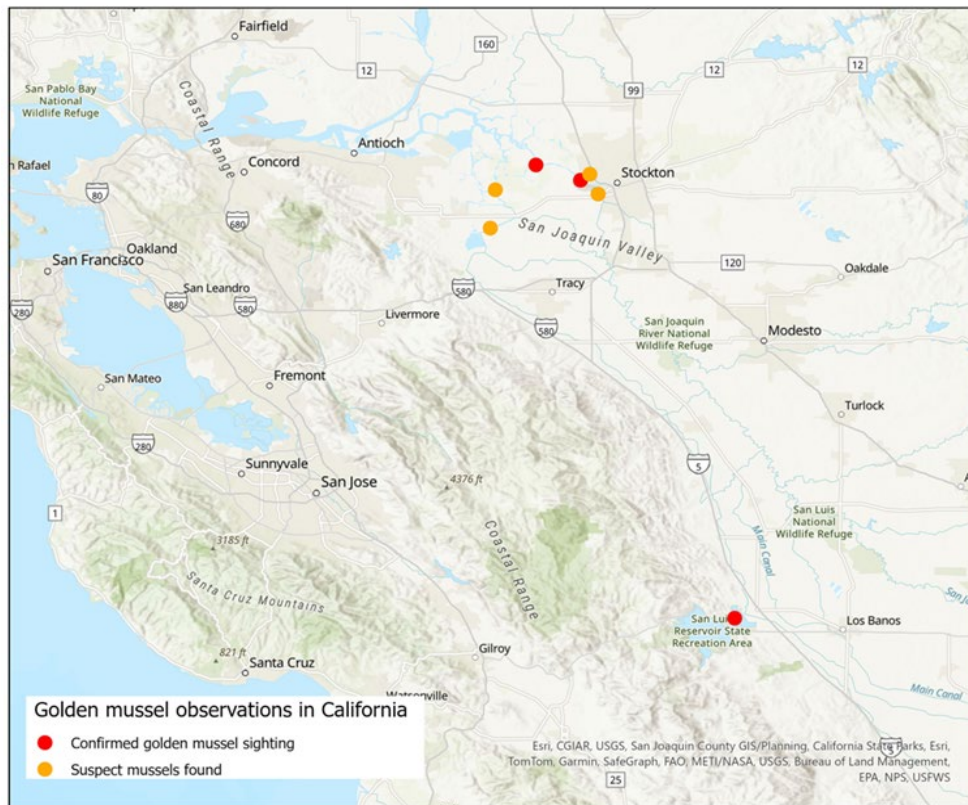 Fairfield
160
12
12
12
99
San Pablo Bay
National
Wildlife Refuge
Coastal
Range
Antioch
Concord
Rafael
80
Stockton
680
San Joaquin Valley
Oakland
San Francisco
120
Oakdale
San Leandro
580
Tracy
280
880
580
Livermore
580
San Joaquin
River National
Wildlife Refuge
Modesto
San Mateo
Fremont
Turlock
280
Sunnyvale
4376 ft
5
San Jose
1
San Luis
National
Wildlife Refuge
3185 ft
Coastal Range
Main Canal
Santa Cruz Mountains
San Luis
Reservoir State
Recreation Area
Los Banos
821 ft
Gilroy
Santa Cruz
Watsonville
Main Canal
Golden mussel observations in California
Confirmed golden mussel sighting
Suspect mussels found
5
25
Esri, CGIAR, USGS, San Joaquin County GIS/Planning, California State Parks, Esri,
TomTom, Garmin, SafeGraph, FAO, METI/NASA, USGS, Bureau of Land Management,
EPA, NPS, USFWS